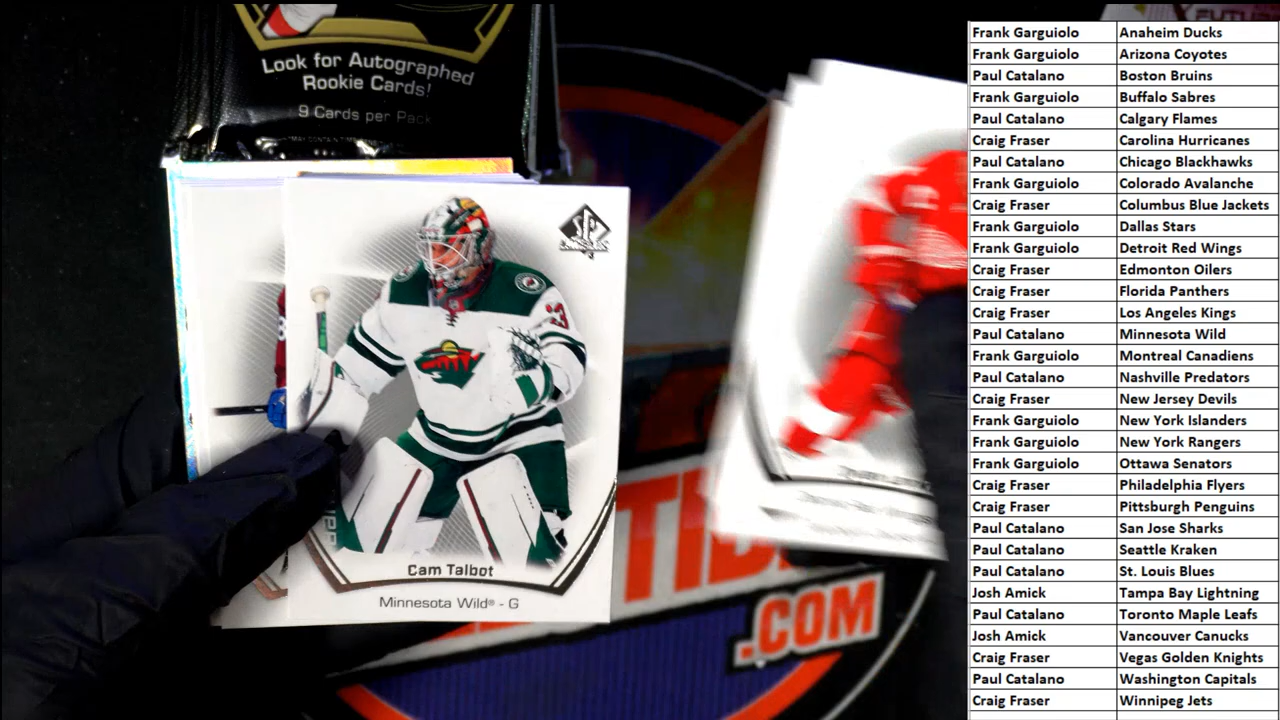 Look for Autographed
Rookie Cards!
9 Cards per Pack
SP
Cam Talbot
Minnesota Wild® - G
.COM
Frank Garguiolo Anaheim Ducks
Frank Garguiolo Arizona Coyotes
Paul Catalano Boston Bruins
Frank Garguiolo Buffalo Sabres
Paul Catalano Calgary Flames
Craig Fraser Carolina Hurricanes
Paul Catalano Chicago Blackhawks
Frank Garguiolo Colorado Avalanche
Craig Fraser Columbus Blue Jackets
Frank Garguiolo Dallas Stars
Frank Garguiolo Detroit Red Wings
Craig Fraser Edmonton Oilers
Craig Fraser Florida Panthers
Craig Fraser Los Angeles Kings
Paul Catalano Minnesota Wild
Frank Garguiolo Montreal Canadiens
Paul Catalano Nashville Predators
Craig Fraser New Jersey Devils
Frank Garguiolo New York Islanders
Frank Garguiolo New York Rangers
Frank Garguiolo Ottawa Senators
Craig Fraser Philadelphia Flyers
Craig Fraser Pittsburgh Penguins
Paul Catalano San Jose Sharks
Paul Catalano Seattle Kraken
Paul Catalano St. Louis Blues
Josh Amick Tampa Bay Lightning
Paul Catalano Toronto Maple Leafs
Josh Amick Vancouver Canucks
Craig Fraser Vegas Golden Knights
Paul Catalano Washington Capitals
Craig Fraser Winnipeg Jets